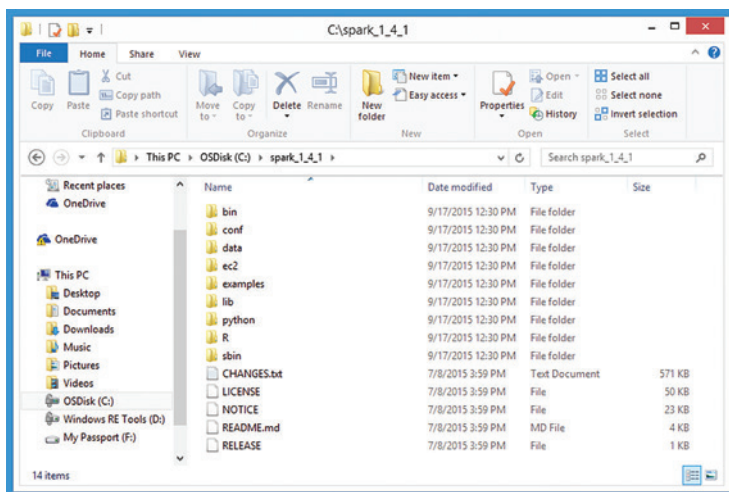 C:\spark_1_4_1
File Home Share View
Copy Paste Cut
Copy path
Paste shortcut
Move to Copy to Delete Rename
New folder
New item
Easy access
Properties
Open
Edit
History
Select all
Select none
Invert selection
Clipboard Organize New Open Select
This PC OSDisk (C:) spark_1_4_1
Search spark_1_4_1
Recent places
OneDrive
OneDrive
This PC
Desktop
Documents
Downloads
Music
Pictures
Videos
OSDisk (C:)
Windows RE Tools (D:)
My Passport (F:)
Name Date modified Type Size
bin 9/17/2015 12:30 PM File folder
conf 9/17/2015 12:30 PM File folder
data 9/17/2015 12:30 PM File folder
ec2 9/17/2015 12:30 PM File folder
examples 9/17/2015 12:30 PM File folder
lib 9/17/2015 12:30 PM File folder
python 9/17/2015 12:30 PM File folder
R 9/17/2015 12:30 PM File folder
sbin 9/17/2015 12:30 PM File folder
CHANGES.txt 7/8/2015 3:59 PM Text Document 571 KB
LICENSE 7/8/2015 3:59 PM File 50 KB
NOTICE 7/8/2015 3:59 PM File 23 KB
README.md 7/8/2015 3:59 PM MD File 4 KB
RELEASE 7/8/2015 3:59 PM File 1 KB
14 items